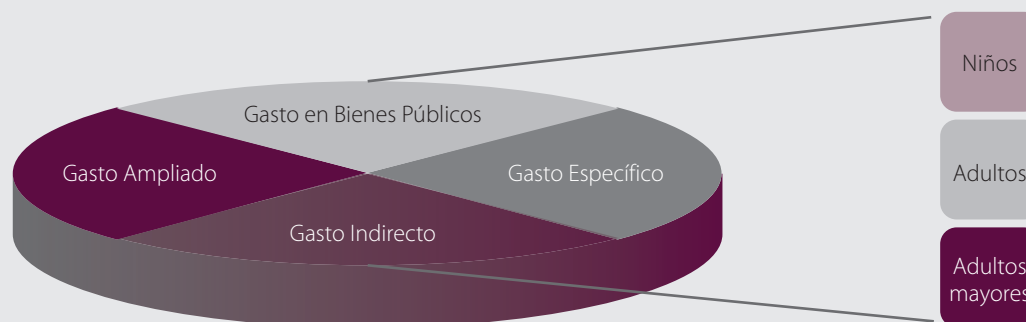 Gasto en Bienes Públicos
Gasto Ampliado
Gasto Específico
Gasto Indirecto
Niños
Adultos
Adultos
mayores